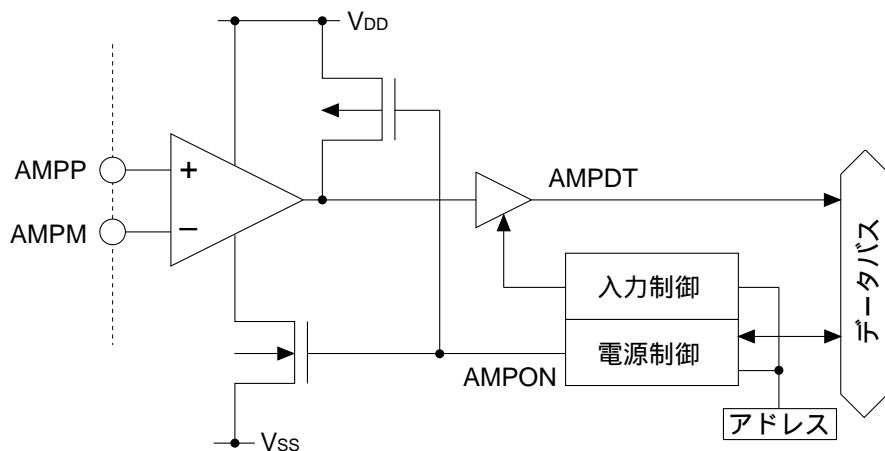 VDD
AMPP
+
AMPM
−
AMPDT
入力制御
電源制御
AMPON
データバス
アドレス
VSS